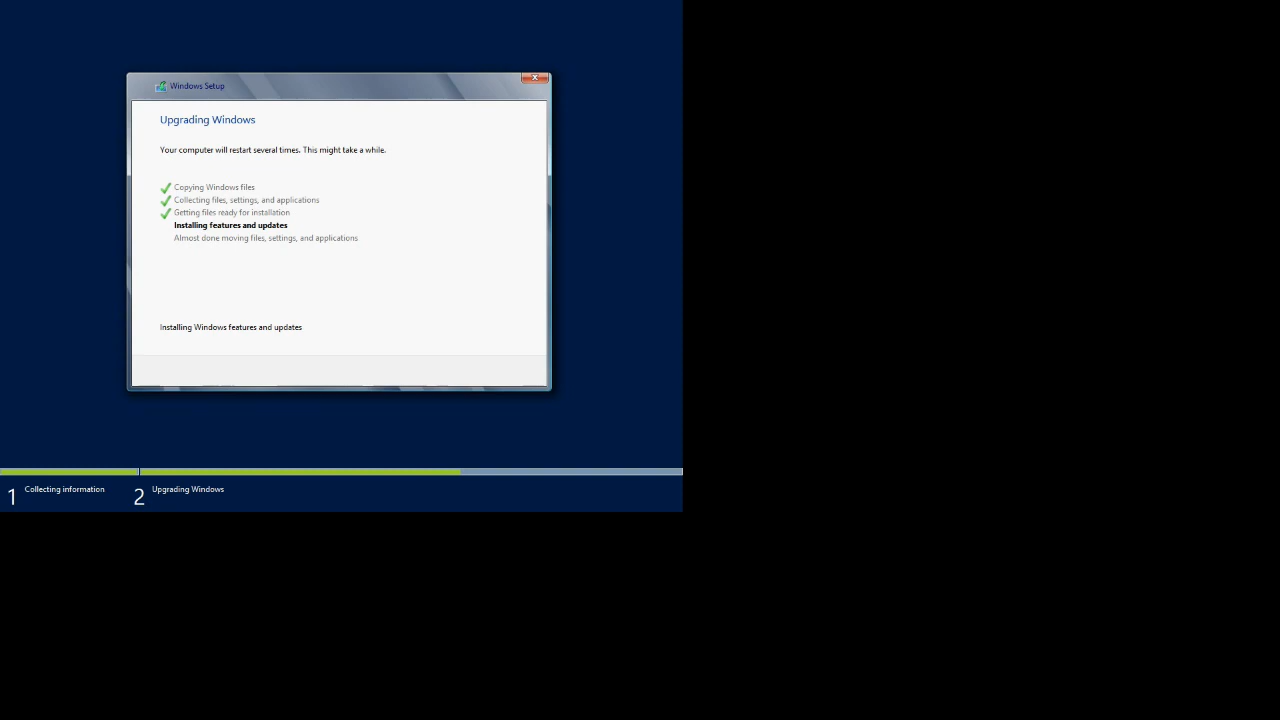 Windows Setup
Upgrading Windows
Your computer will restart several times. This might take a while.
Copying Windows files
Collecting files, settings, and applications
Getting files ready for installation
Installing features and updates
Almost done moving files, settings, and applications
Installing Windows features and updates
1 Collecting information
2 Upgrading Windows